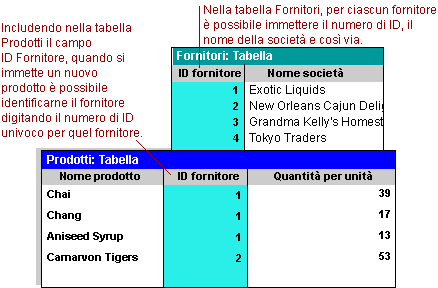 Nella tabella Fornitori, per ciascun fornitore
è possibile immettere il numero di ID, il
nome della società e così via.
Includendo nella tabella
Prodotti il campo
ID Fornitore, quando si
immette un nuovo
prodotto è possibile
identificarne il fornitore
digitando il numero di ID
univoco per quel fornitore.
Fornitori: Tabella
ID fornitore Nome società
1 Exotic Liquids
2 New Orleans Cajun Delig
3 Grandma Kelly's Homest
4 Tokyo Traders
Prodotti: Tabella
Nome prodotto ID fornitore Quantità per unità
Chai 1 39
Chang 1 17
Aniseed Syrup 1 13
Carnarvon Tigers 2 53